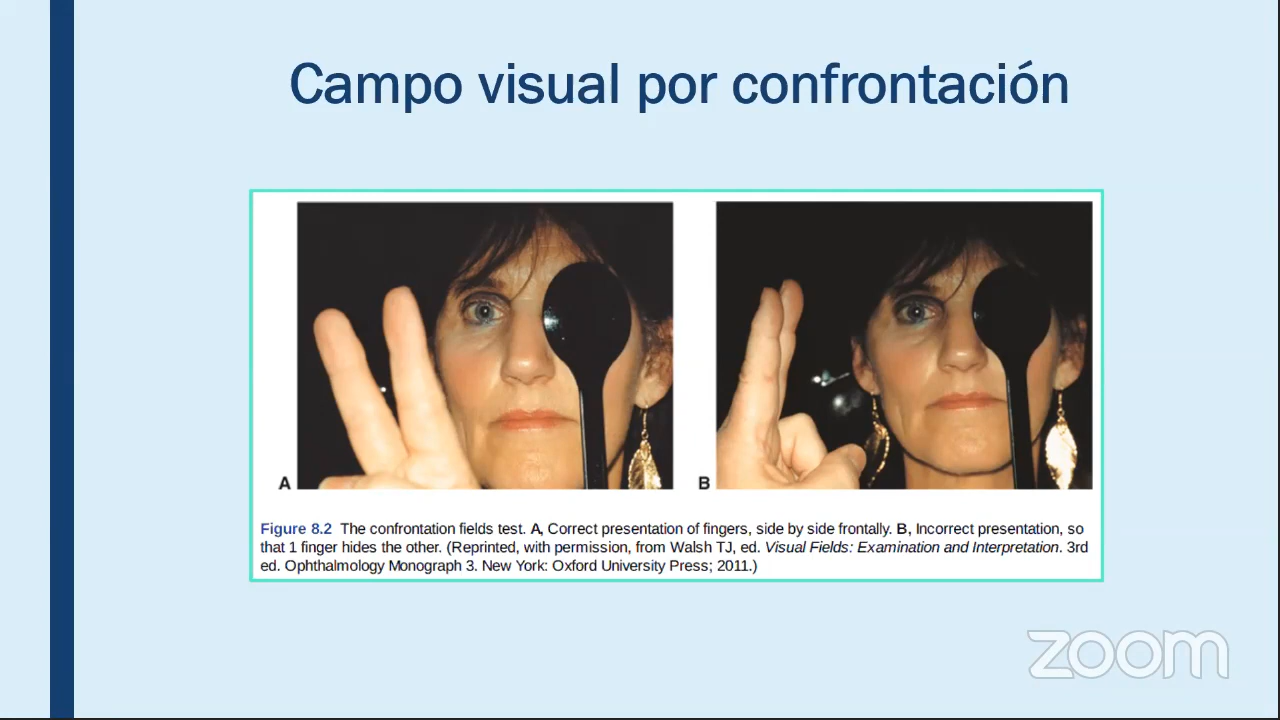 Campo visual por confrontación
A
B
Figure 8.2 The confrontation fields test. A, Correct presentation of fingers, side by side frontally. B, Incorrect presentation, so
that 1 finger hides the other. (Reprinted, with permission, from Walsh TJ, ed. Visual Fields: Examination and Interpretation. 3rd
ed. Ophthalmology Monograph 3. New York: Oxford University Press; 2011.)
zoom